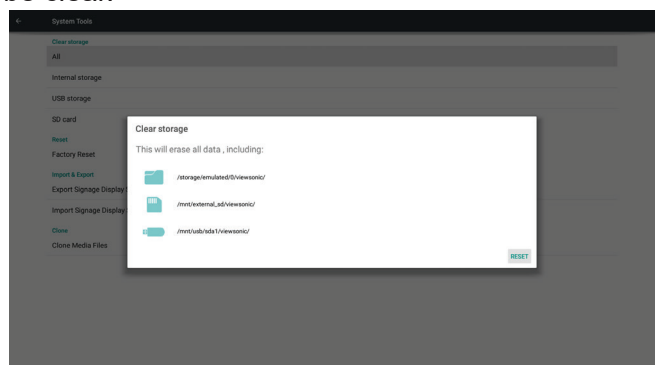 System Tools
Clear storage
All
Internal storage
USB storage
SD card
Reset
Factory Reset
Import & Export
Export Signage Display
Import Signage Display
Clone
Clone Media Files
Clear storage
This will erase all data , including:
/storage/emulated/0/viewsonic/
/mnt/external_sd/viewsonic/
/mnt/usb/sda1/viewsonic/
RESET